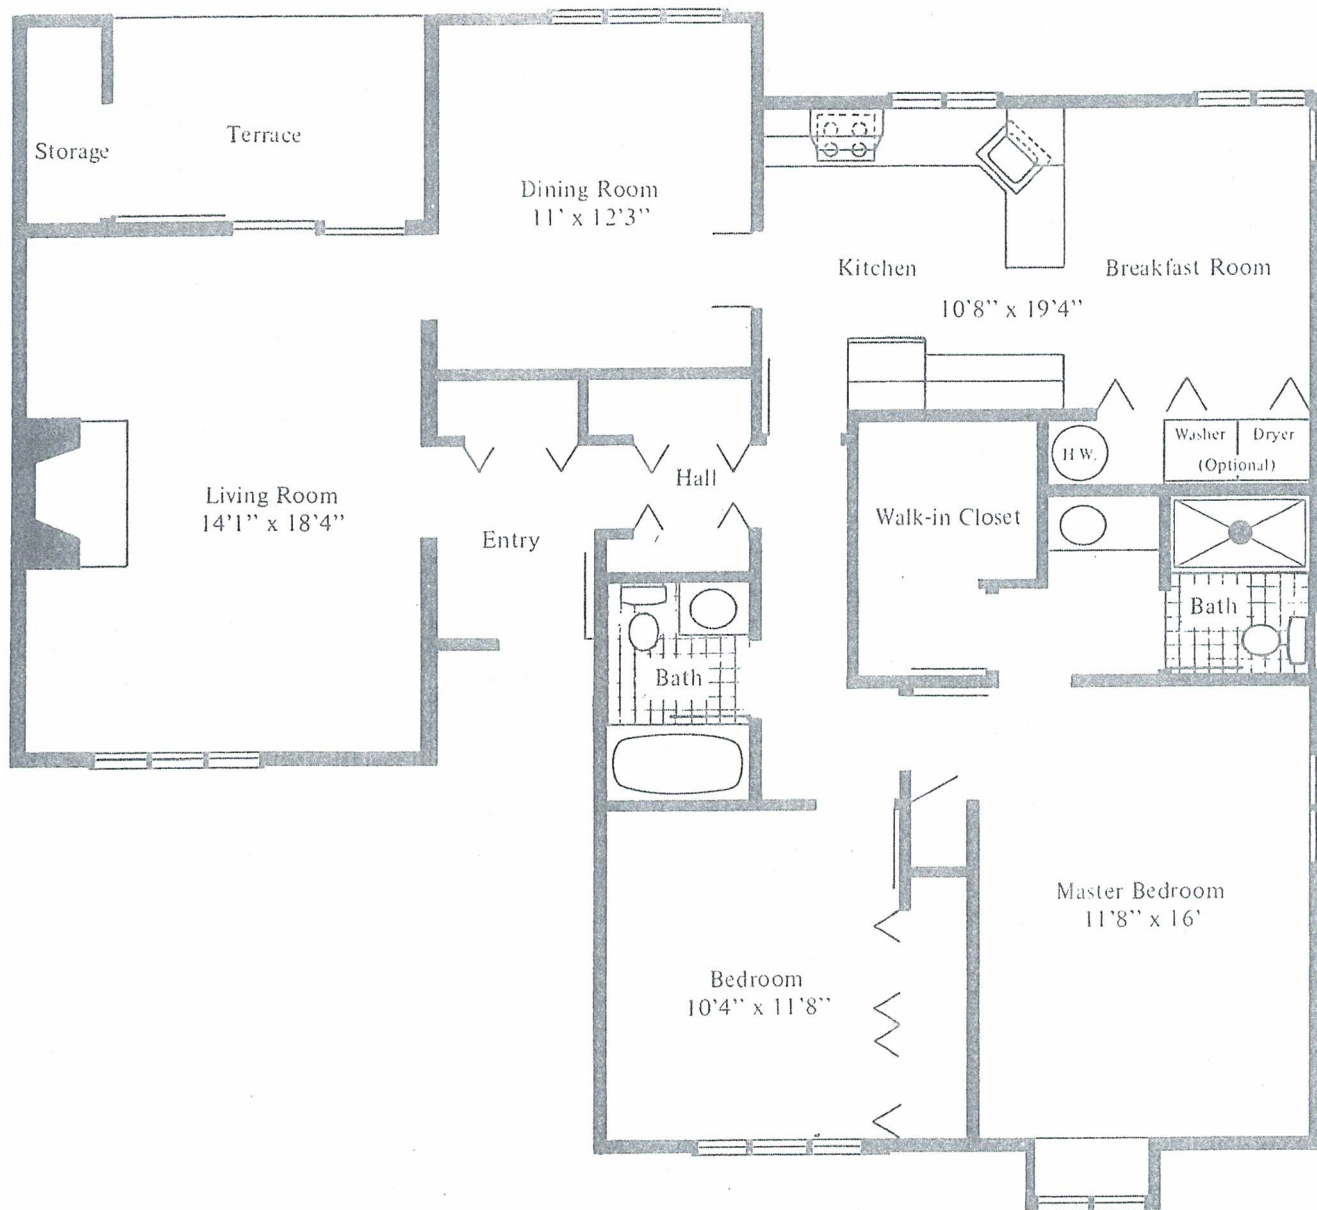 Storage
Terrace
Dining Room
11' x 12'3''
Kitchen
Breakfast Room
10'8'' x 19'4''
Washer
Dryer
(Optional)
H.W.
Living Room
14'1'' x 18'4''
Hall
Entry
Walk-in Closet
Bath
Bath
Master Bedroom
11'8'' x 16'
Bedroom
10'4'' x 11'8''